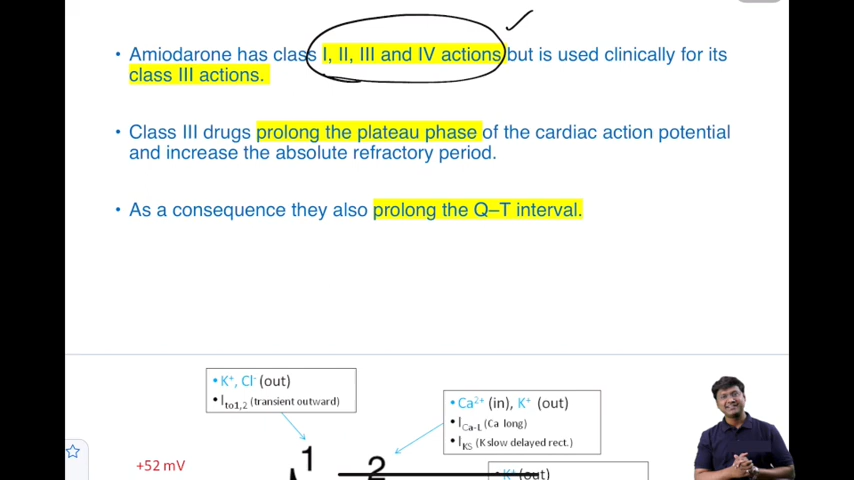 • Amiodarone has class I, II, III and IV actions but is used clinically for its
class III actions.
• Class III drugs prolong the plateau phase of the cardiac action potential
and increase the absolute refractory period.
• As a consequence they also prolong the Q–T interval.
• K⁺, Cl⁻ (out)
• Ito1,2 (transient outward)
• Ca²⁺ (in), K⁺ (out)
• ICa-L (Ca long)
• IKS (K slow delayed rect.)
1
2
• K⁺ (out)
+52 mV